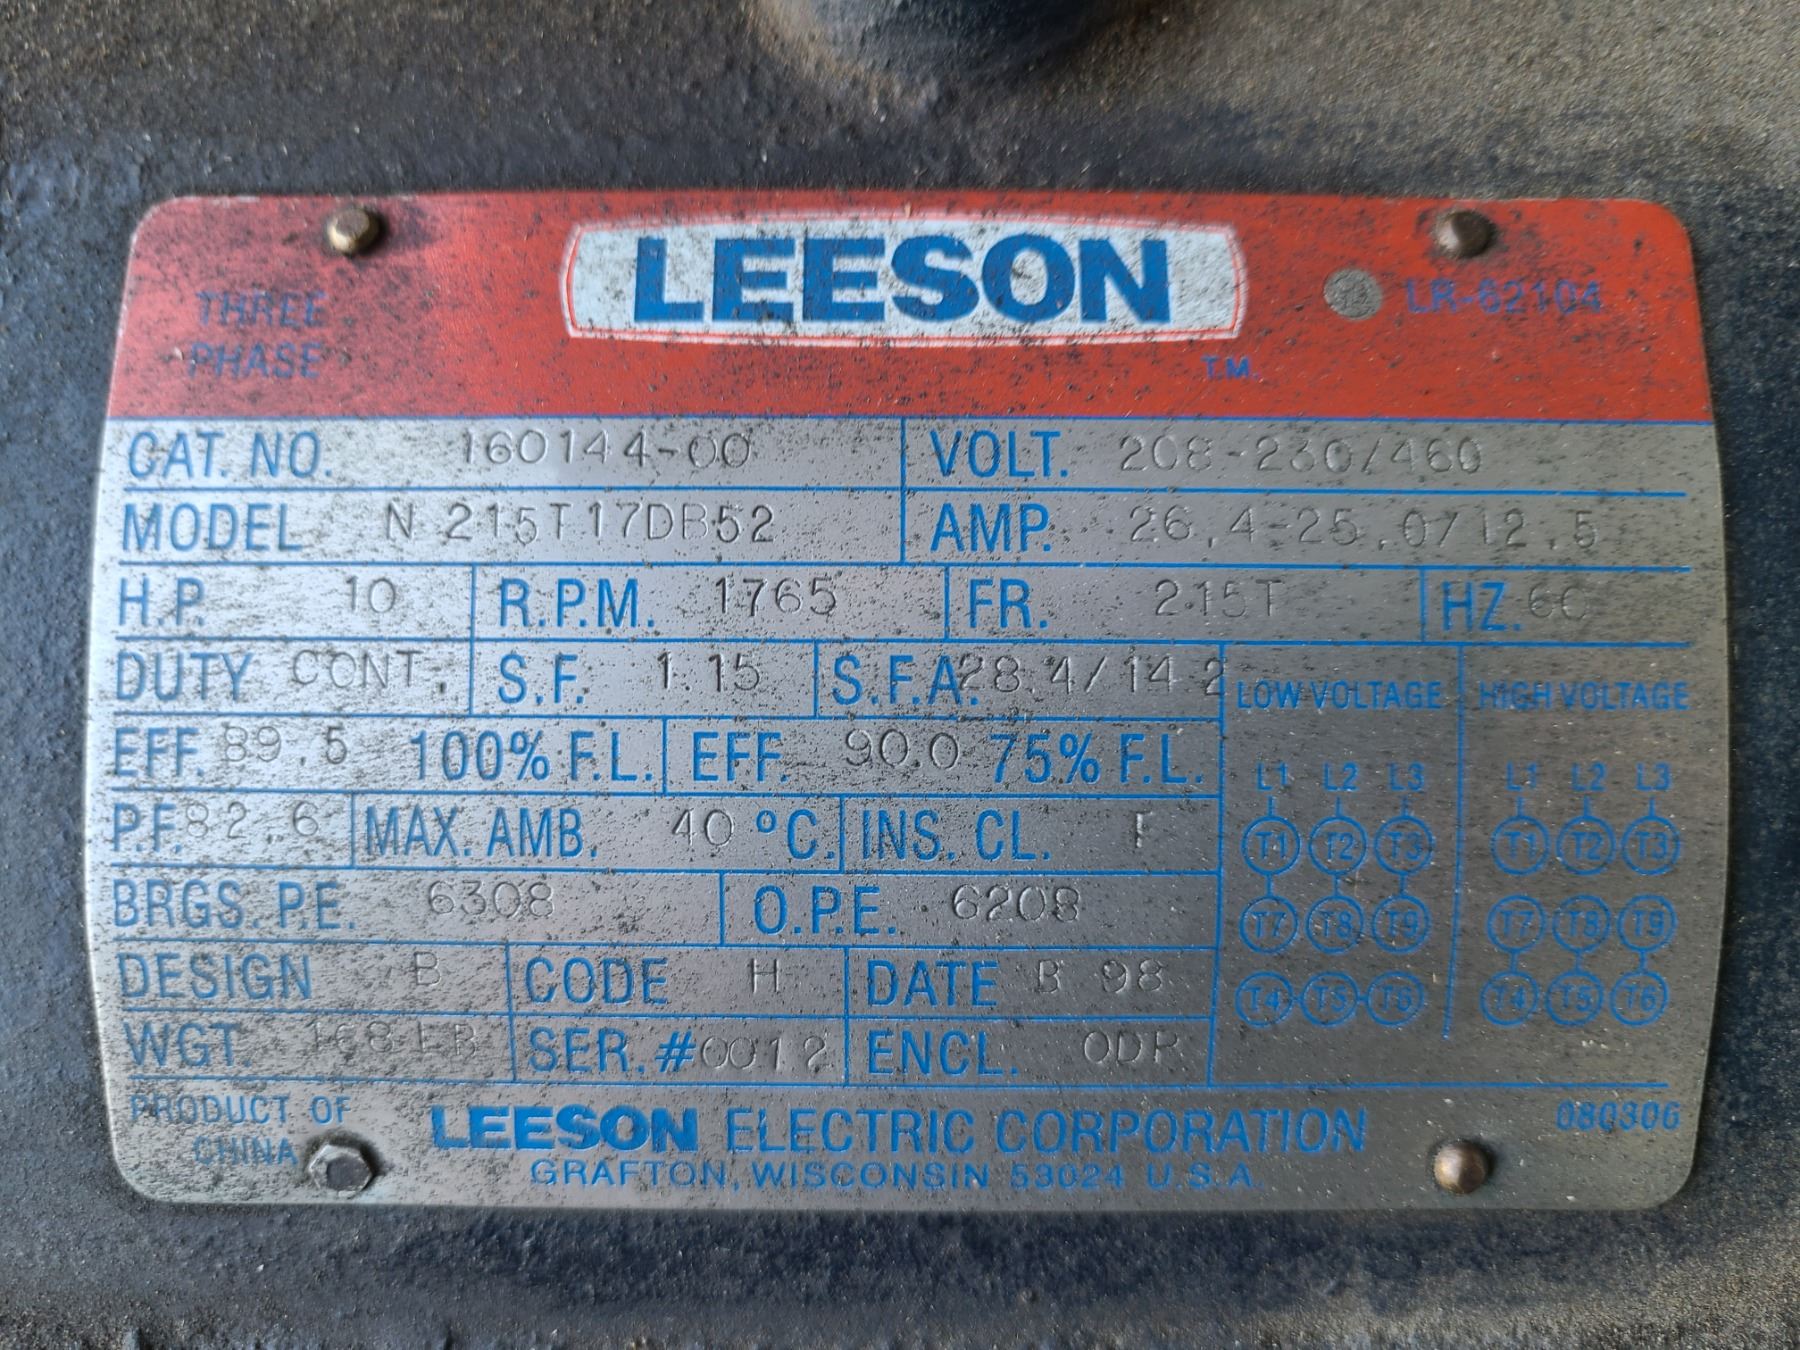 LEESON
THREE
PHASE
LR-62104
T.M.
CAT. NO. 160144-00 VOLT. 208-230/460
MODEL N 215T17DB52 AMP. 26.4-25.0/12.5
H.P. 10 R.P.M. 1765 FR. 215T HZ. 60
DUTY CONT. S.F. 1.15 S.F.A. 28.4/14.2
EFF. 89.5 100% F.L. EFF. 90.0 75% F.L.
P.F. 82.6 MAX. AMB. 40 °C. INS. CL. F
BRGS. P.E. 6308 O.P.E. 6208
DESIGN B CODE H DATE B 98
WGT. 168 LB SER. #0012 ENCL. ODP
LOW VOLTAGE HIGH VOLTAGE
L1 L2 L3 L1 L2 L3
T1 T2 T3 T1 T2 T3
T7 T8 T9 T7 T8 T9
T4 T5 T6 T4 T5 T6
PRODUCT OF
CHINA
LEESON ELECTRIC CORPORATION
GRAFTON, WISCONSIN 53024 U.S.A.
080306